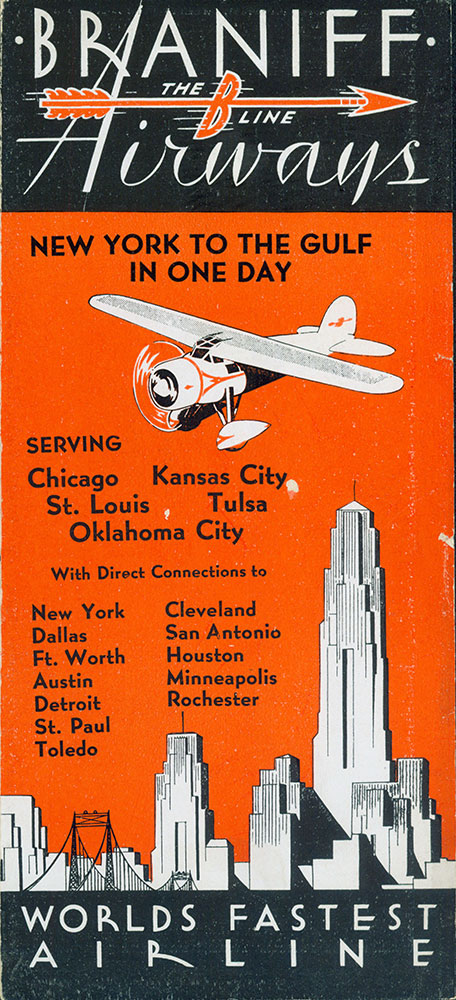 · BRANIFF ·
THE B LINE
Airways
NEW YORK TO THE GULF
IN ONE DAY
SERVING
Chicago Kansas City
St. Louis Tulsa
Oklahoma City
With Direct Connections to
New York
Dallas
Ft. Worth
Austin
Detroit
St. Paul
Toledo
Cleveland
San Antonio
Houston
Minneapolis
Rochester
WORLDS FASTEST
AIRLINE